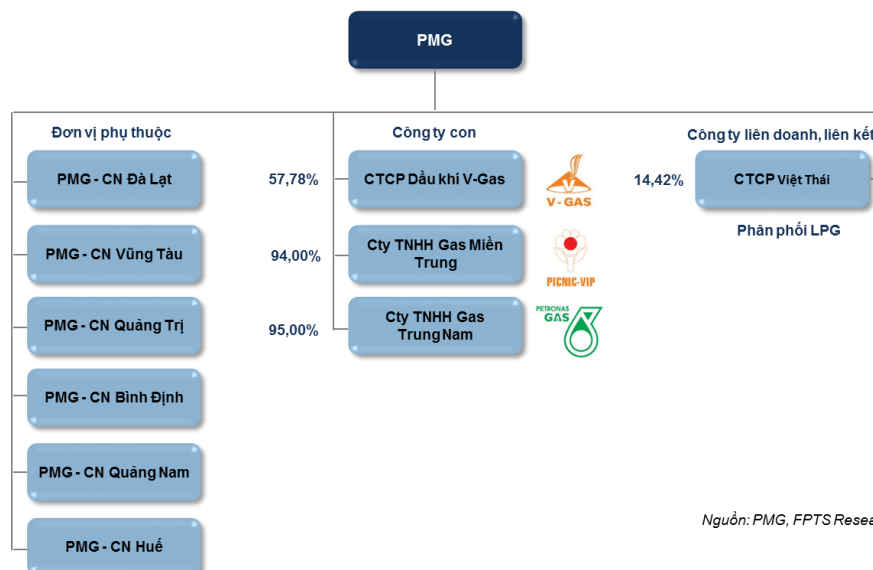 PMG
Đơn vị phụ thuộc
PMG - CN Đà Lạt
PMG - CN Vũng Tàu
PMG - CN Quảng Trị
PMG - CN Bình Định
PMG - CN Quảng Nam
PMG - CN Huế
Công ty con
57,78%
CTCP Dầu khí V-Gas
V-GAS
94,00%
Cty TNHH Gas Miền
Trung
PICNIC-VIP
95,00%
Cty TNHH Gas
TrungNam
PETRONAS
GAS
Công ty liên doanh, liên kết
14,42%
CTCP Việt Thái
Phân phối LPG
Nguồn: PMG, FPTS